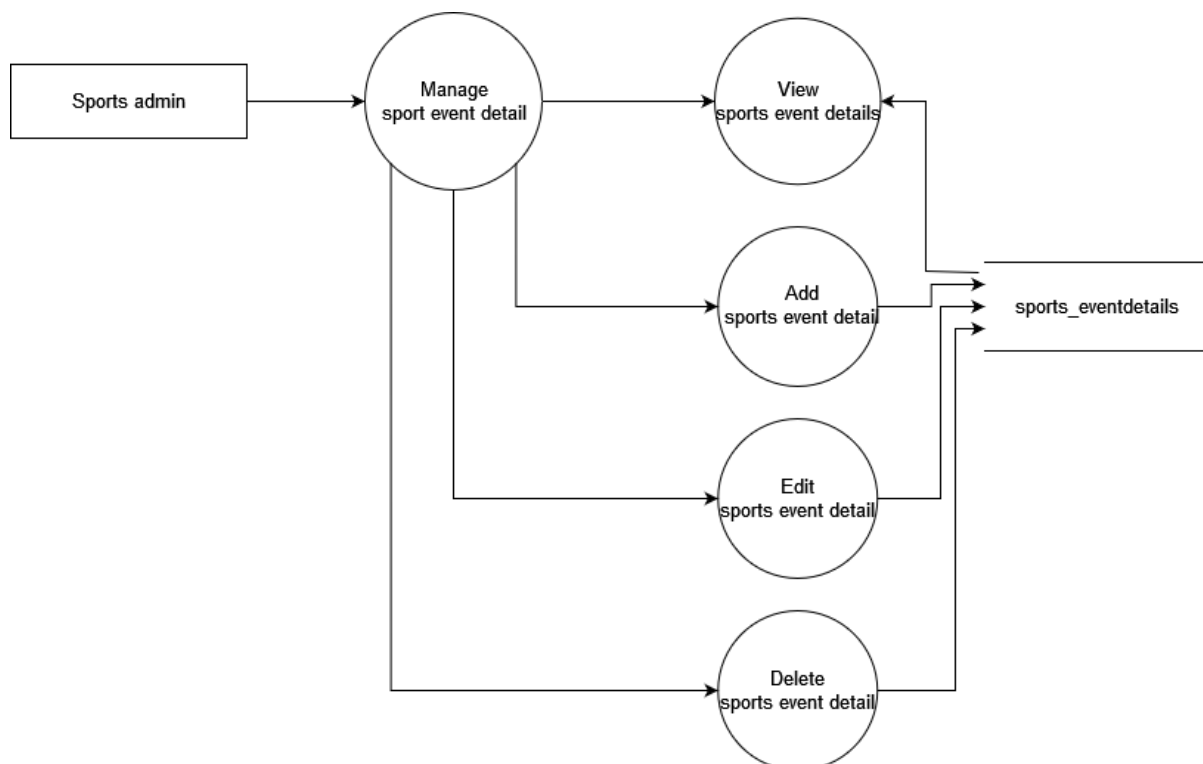 Sports admin
Manage
sport event detail
View
sports event details
Add
sports event detail
sports_eventdetails
Edit
sports event detail
Delete
sports event detail